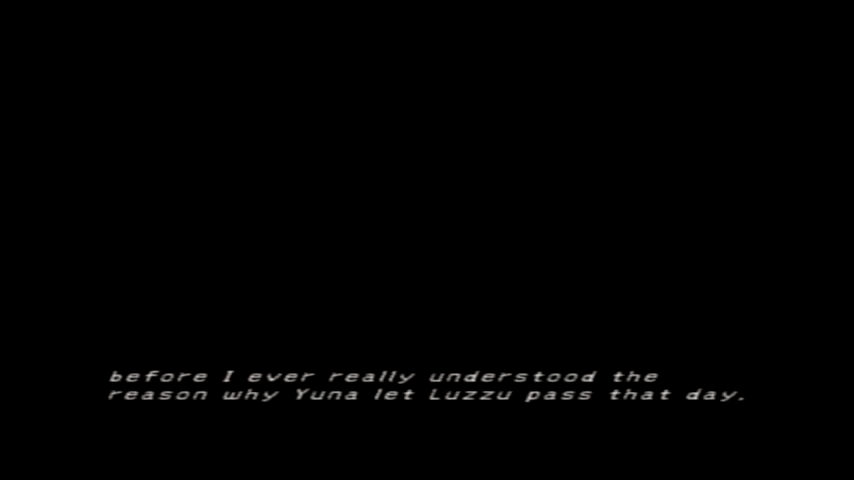 before I ever really understood the
reason why Yuna let Luzzu pass that day.